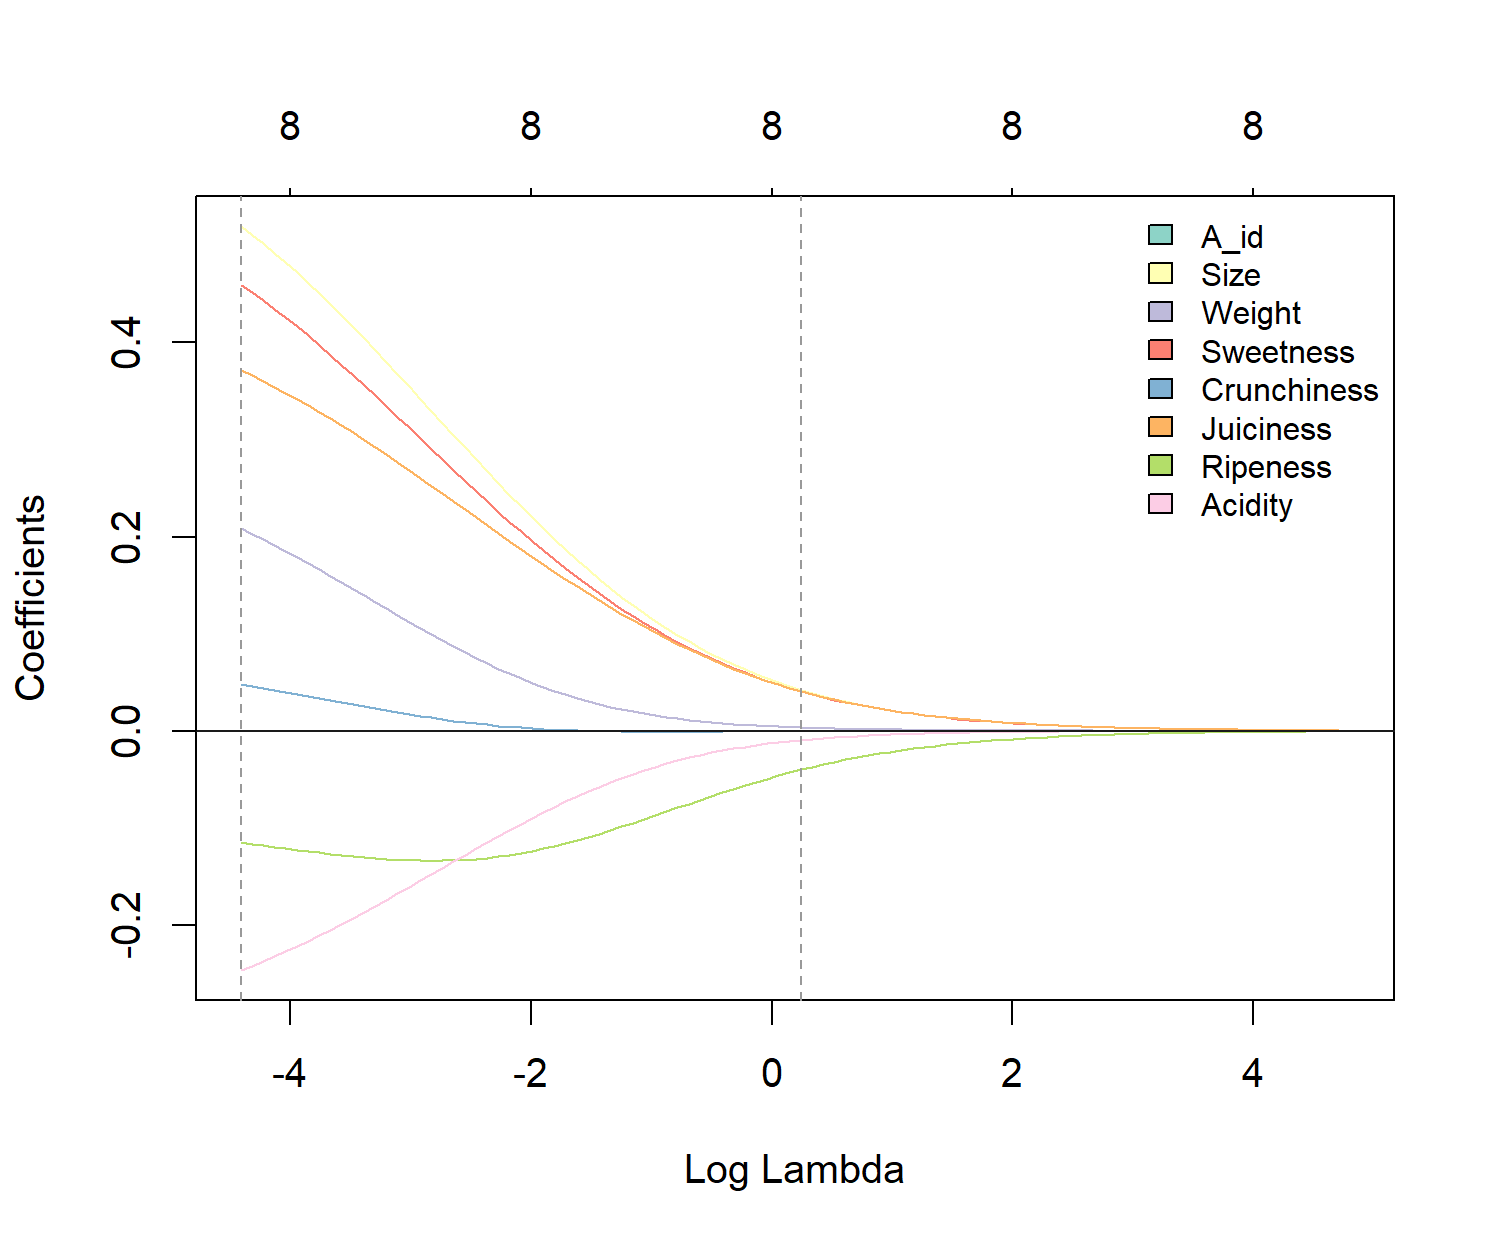 8 8 8 8 8
A_id
Size
Weight
Sweetness
Crunchiness
Juiciness
Ripeness
Acidity
Coefficients
0.4
0.2
0.0
-0.2
-4 -2 0 2 4
Log Lambda